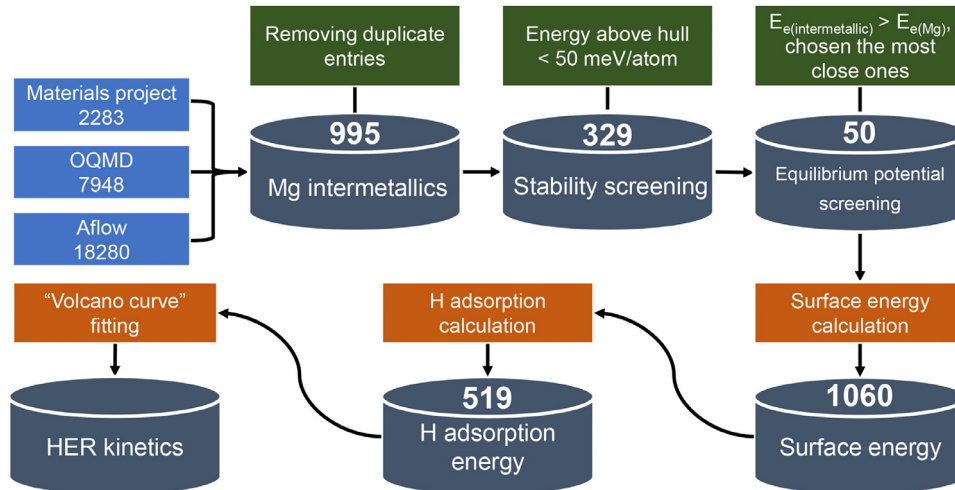 Removing duplicate
entries
Energy above hull
< 50 meV/atom
Ee(intermetallic) > Ee(Mg),
chosen the most
close ones
Materials project
2283
OQMD
7948
Aflow
18280
995
Mg intermetallics
329
Stability screening
50
Equilibrium potential
screening
"Volcano curve"
fitting
H adsorption
calculation
Surface energy
calculation
HER kinetics
519
H adsorption
energy
1060
Surface energy